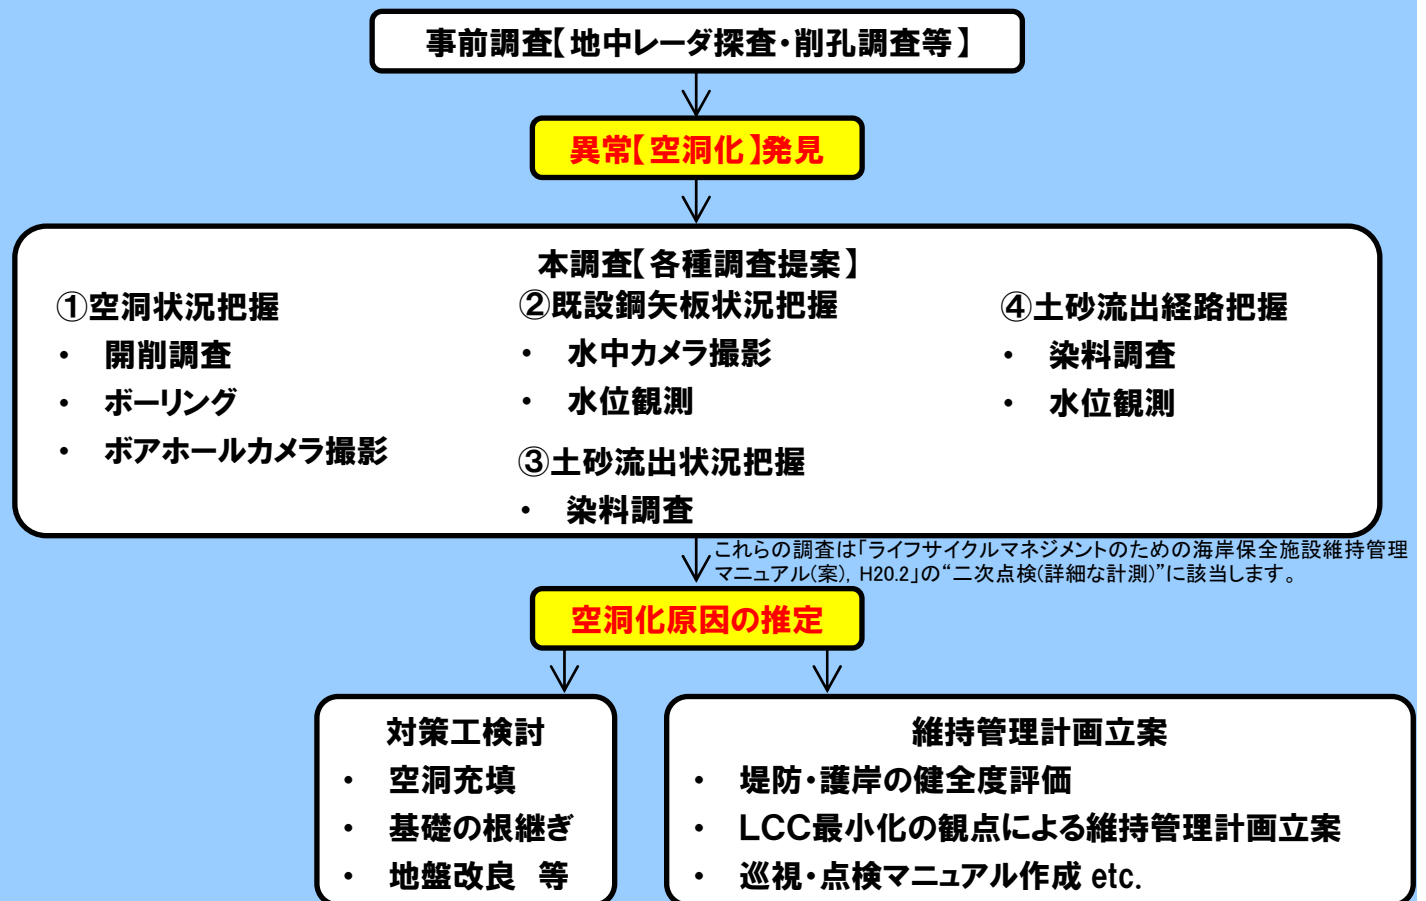 事前調査【地中レーダ探査・削孔調査等】
異常【空洞化】発見
本調査【各種調査提案】
①空洞状況把握
・ 開削調査
・ ボーリング
・ ボアホールカメラ撮影
②既設鋼矢板状況把握
・ 水中カメラ撮影
・ 水位観測
③土砂流出状況把握
・ 染料調査
④土砂流出経路把握
・ 染料調査
・ 水位観測
これらの調査は「ライフサイクルマネジメントのための海岸保全施設維持管理
マニュアル(案), H20.2」の“二次点検(詳細な計測)”に該当します。
空洞化原因の推定
対策工検討
・ 空洞充填
・ 基礎の根継ぎ
・ 地盤改良 等
維持管理計画立案
・ 堤防・護岸の健全度評価
・ LCC最小化の観点による維持管理計画立案
・ 巡視・点検マニュアル作成 etc.